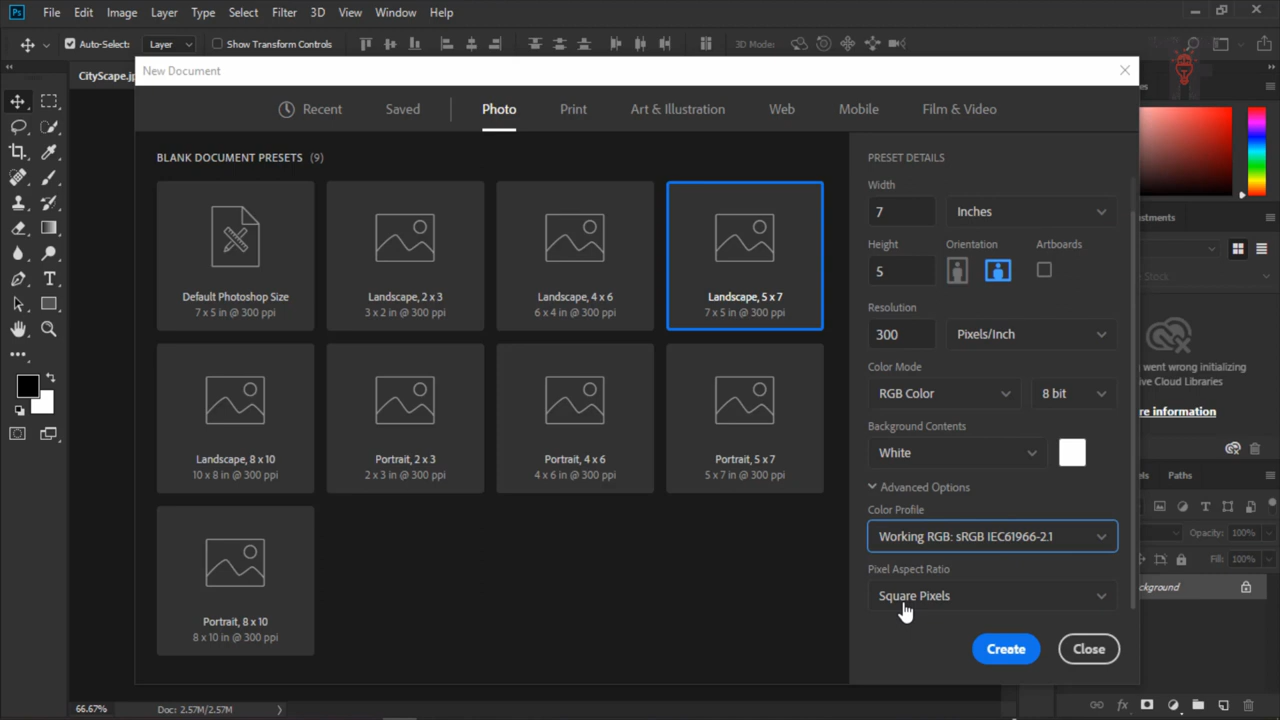 Ps File Edit Image Layer Type Select Filter 3D View Window Help
Auto-Select: Layer Show Transform Controls 3D Mode:
CityScape.jp
New Document
Recent Saved Photo Print Art & Illustration Web Mobile Film & Video
BLANK DOCUMENT PRESETS (9)
Default Photoshop Size
7 x 5 in @ 300 ppi
Landscape, 2 x 3
3 x 2 in @ 300 ppi
Landscape, 4 x 6
6 x 4 in @ 300 ppi
Landscape, 5 x 7
7 x 5 in @ 300 ppi
Landscape, 8 x 10
10 x 8 in @ 300 ppi
Portrait, 2 x 3
2 x 3 in @ 300 ppi
Portrait, 4 x 6
4 x 6 in @ 300 ppi
Portrait, 5 x 7
5 x 7 in @ 300 ppi
Portrait, 8 x 10
8 x 10 in @ 300 ppi
PRESET DETAILS
Width
7 Inches
Height Orientation Artboards
5
Resolution
300 Pixels/Inch
Color Mode
RGB Color 8 bit
Background Contents
White
Advanced Options
Color Profile
Working RGB: sRGB IEC61966-2.1
Pixel Aspect Ratio
Square Pixels
Create Close
es
ustments
Stock
went wrong initializing
ive Cloud Libraries
re information
els Paths
Opacity: 100%
Fill: 100%
ckground
66.67% Doc: 2.57M/2.57M
fx